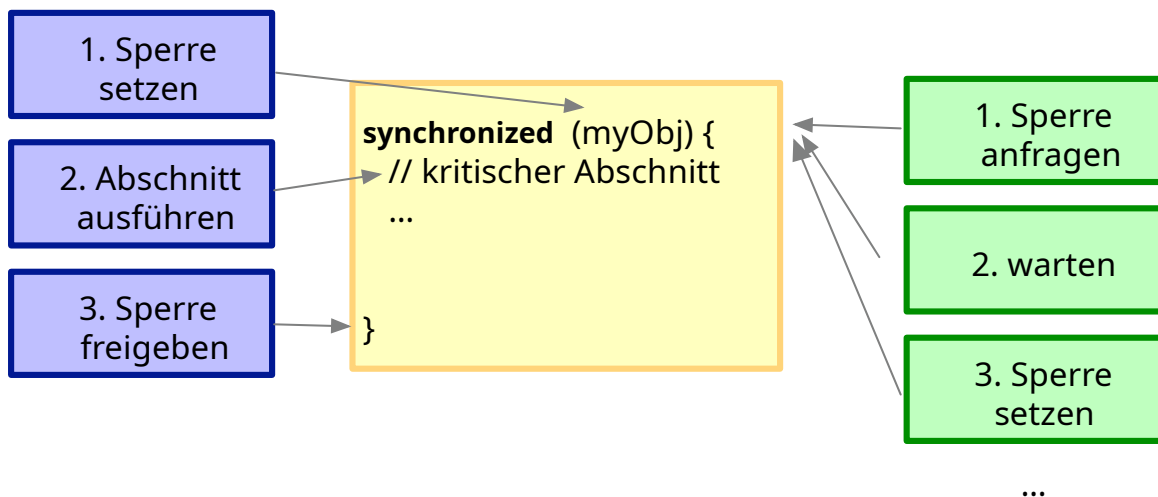 1. Sperre
setzen
2. Abschnitt
ausführen
3. Sperre
freigeben
synchronized (myObj) {
// kritischer Abschnitt
...
}
1. Sperre
anfragen
2. warten
3. Sperre
setzen
...